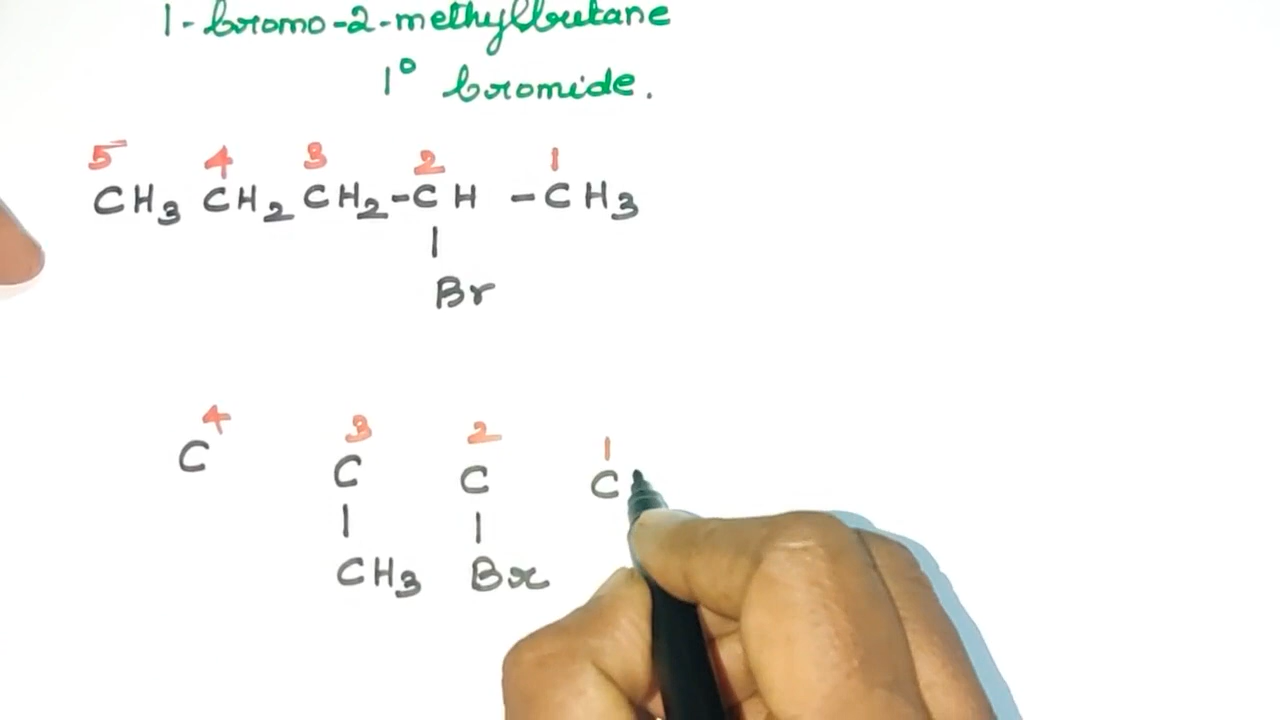 1-bromo-2-methylbutane
1° bromide.
5 4 3 2 1
CH3 CH2 CH2-CH -CH3
|
Br
4 3 2 1
C C C C
| |
CH3 Br